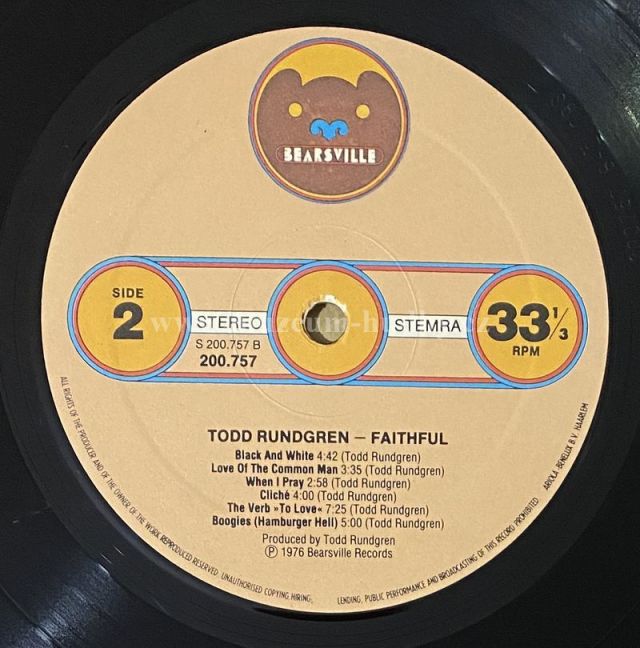 BEARSVILLE
SIDE
2
STEREO
S 200.757 B
200.757
STEMRA
33 1/3
RPM
TODD RUNDGREN – FAITHFUL
Black And White 4:42 (Todd Rundgren)
Love Of The Common Man 3:35 (Todd Rundgren)
When I Pray 2:58 (Todd Rundgren)
Cliché 4:00 (Todd Rundgren)
The Verb »To Love« 7:25 (Todd Rundgren)
Boogies (Hamburger Hell) 5:00 (Todd Rundgren)
Produced by Todd Rundgren
℗ 1976 Bearsville Records
ALL RIGHTS OF THE PRODUCER AND OF THE OWNER OF THE WORK REPRODUCED RESERVED. UNAUTHORISED COPYING HIRING, LENDING, PUBLIC PERFORMANCE AND BROADCASTING OF THIS RECORD PROHIBITED
ARIOLA-BENELUX B.V. HAARLEM